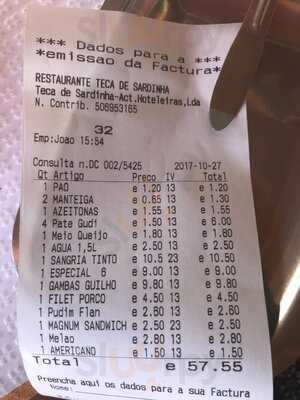 *** Dados para a ***
*emissao da Factura*
RESTAURANTE TECA DE SARDINHA
Teca de Sardinha-Act.Hoteleiras,Lda
N. Contrib. 506953165
32
Emp:Joao 15:54
Consulta n.DC 002/5425 2017-10-27
Qt Artigo Preço IV Total
1 PAO e 1.20 13 e 1.20
2 MANTEIGA e 0.65 13 e 1.30
1 AZEITONAS e 1.55 13 e 1.55
4 Pate Gudi e 1.50 13 e 6.00
1 Meio Queijo e 1.80 13 e 1.80
1 AGUA 1,5L e 2.50 13 e 2.50
1 SANGRIA TINTO e 10.5 23 e 10.50
1 ESPECIAL 6 e 9.00 13 e 9.00
1 GAMBAS GUILHO e 9.80 13 e 9.80
1 FILET PORCO e 4.50 13 e 4.50
1 Pudim Flan e 2.80 13 e 2.80
1 MAGNUM SANDWICH e 2.50 23 e 2.50
1 Melao e 2.80 13 e 2.80
1 AMERICANO e 1.50 13 e 1.50
Total e 57.55
Preencha aqui os dados para a sua Factura
Nome: